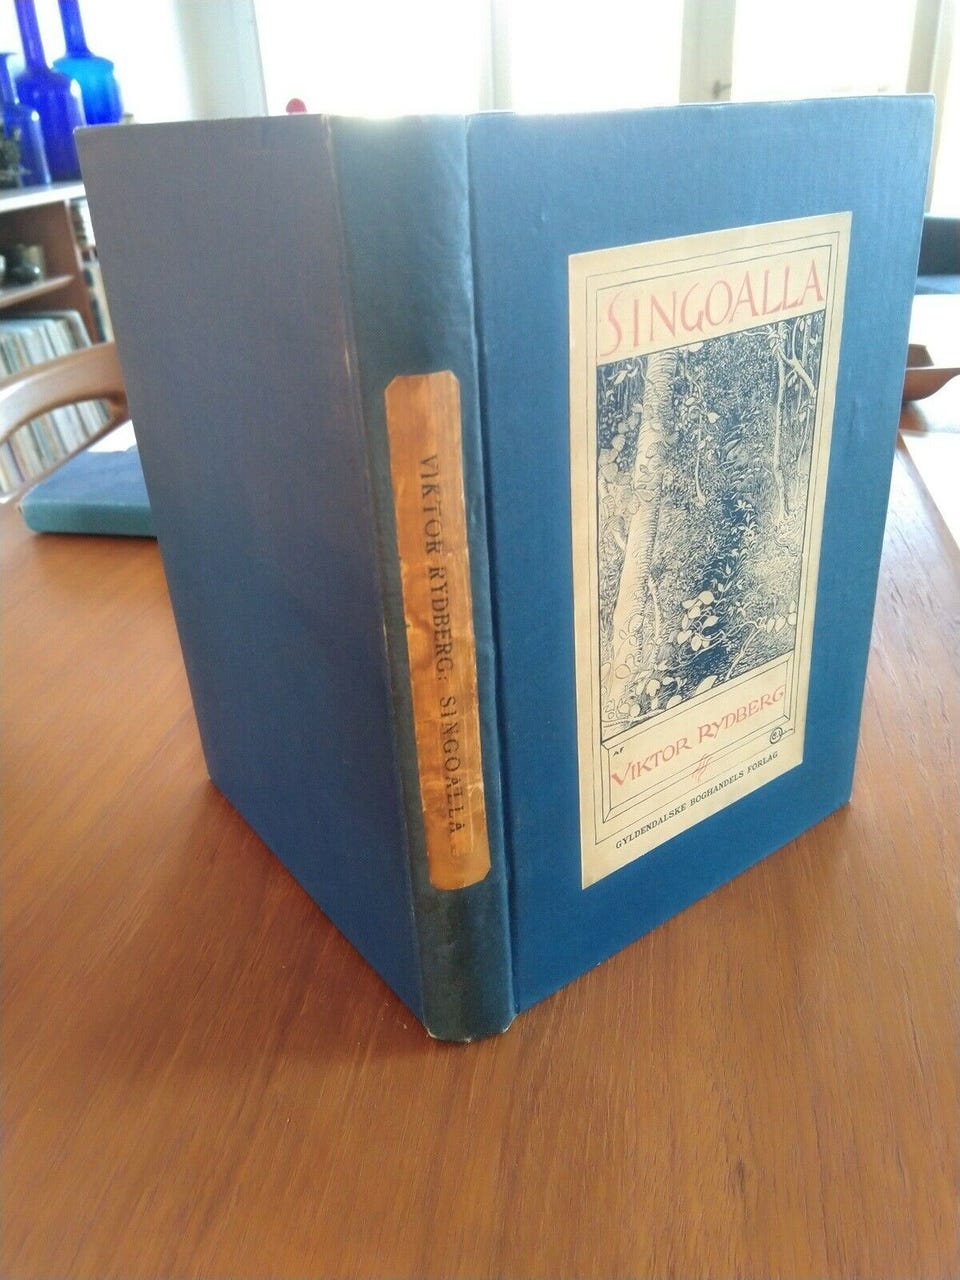 VIKTOR RYDBERG: SINGOALLA
SINGOALLA
AF
VIKTOR RYDBERG
GYLDENDALSKE BOGHANDELS FORLAG